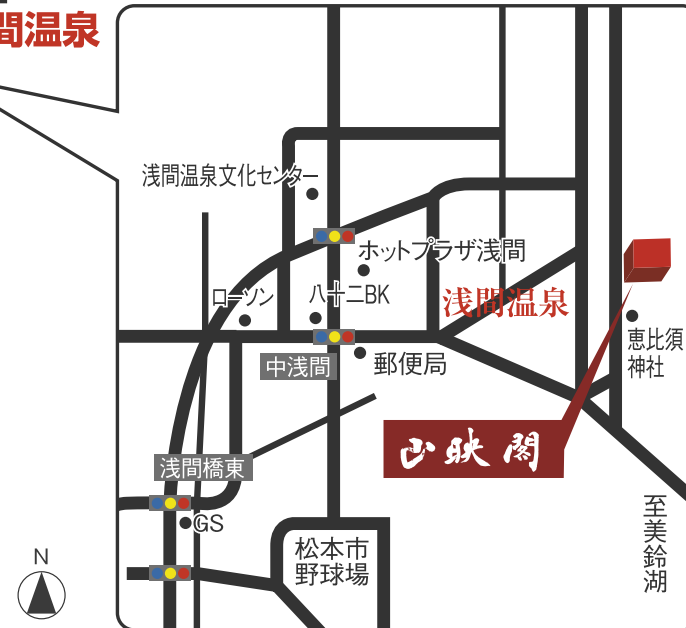 間温泉
浅間温泉文化センター
ホットプラザ浅間
ローソン
八十二BK
浅間温泉
恵比須
神社
中浅間
郵便局
山映閣
浅間橋東
GS
松本市
野球場
至美鈴湖
N